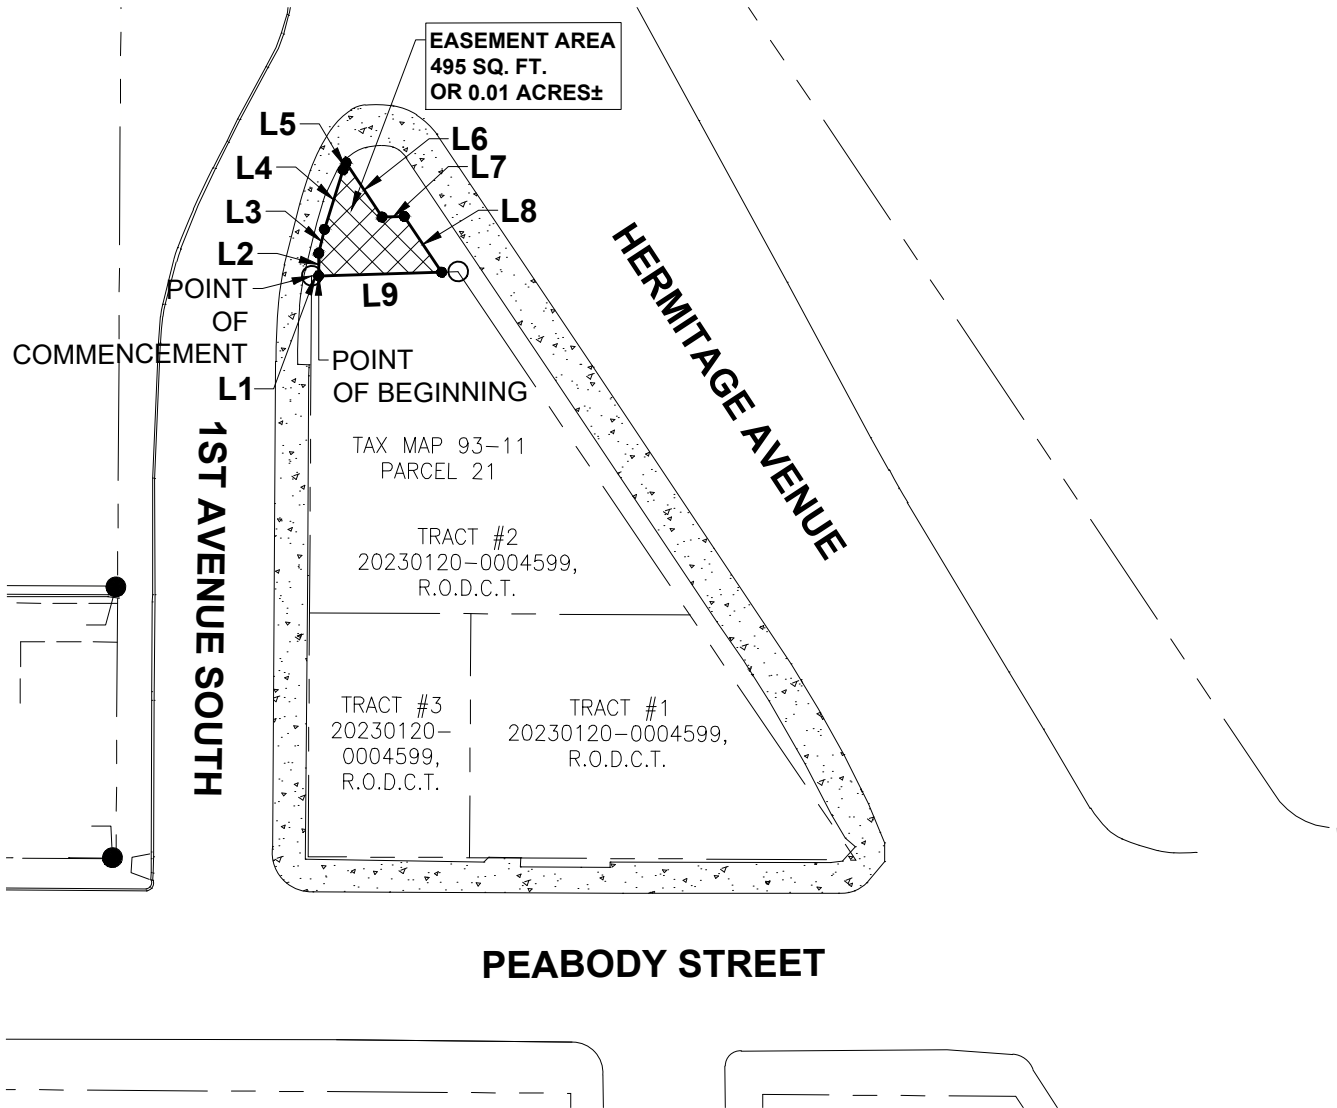 EASEMENT AREA
495 SQ. FT.
OR 0.01 ACRES±
L5
L6
L4
L7
L3
L8
L2
POINT
OF
COMMENCEMENT
L9
L1
POINT
OF BEGINNING
HERMITAGE AVENUE
1ST AVENUE SOUTH
TAX MAP 93-11
PARCEL 21
TRACT #2
20230120-0004599,
R.O.D.C.T.
TRACT #3
20230120-
0004599,
R.O.D.C.T.
TRACT #1
20230120-0004599,
R.O.D.C.T.
PEABODY STREET